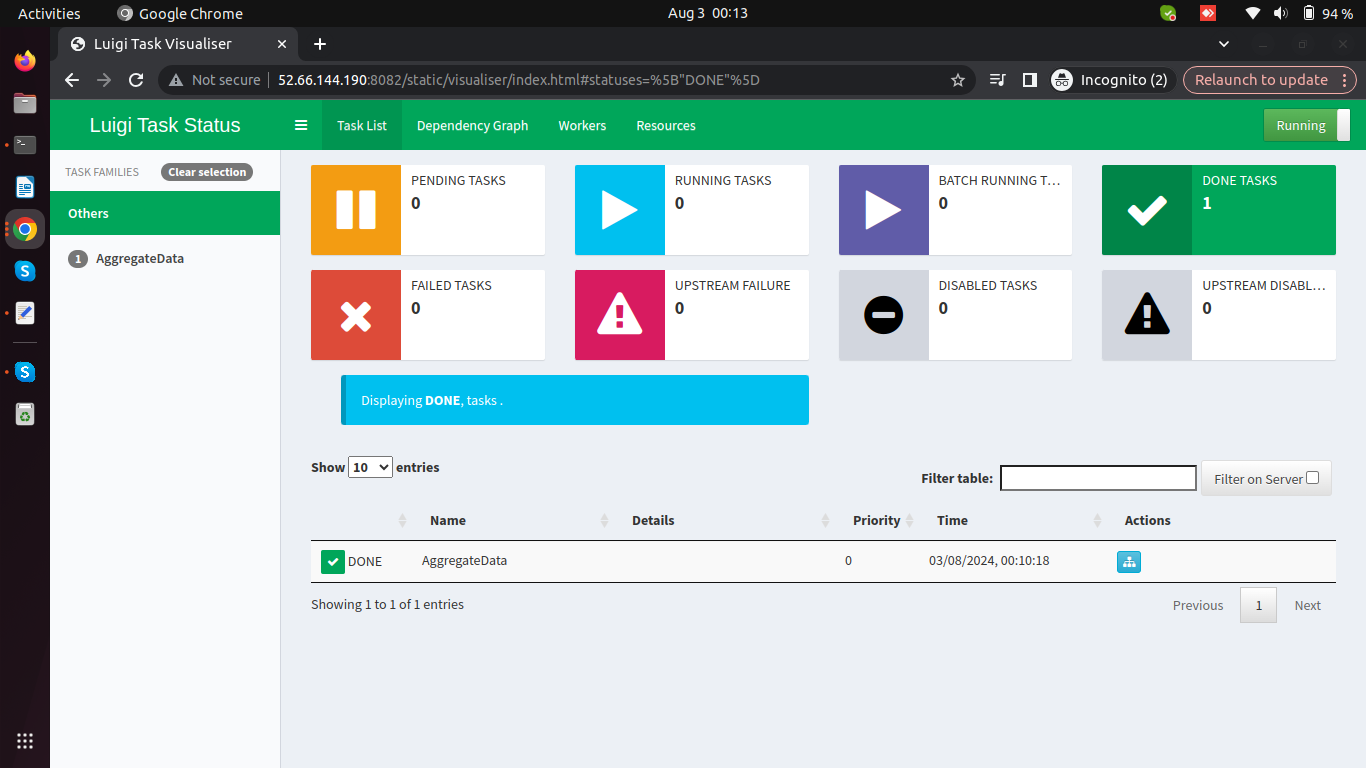 Activities
Google Chrome
Aug 3 00:13
94 %
Luigi Task Visualiser
Not secure
52.66.144.190:8082/static/visualiser/index.html#statuses=%5B"DONE"%5D
Incognito (2)
Relaunch to update
Luigi Task Status
Task List
Dependency Graph
Workers
Resources
Running
TASK FAMILIES
Clear selection
Others
1 AggregateData
PENDING TASKS
0
RUNNING TASKS
0
BATCH RUNNING T…
0
DONE TASKS
1
FAILED TASKS
0
UPSTREAM FAILURE
0
DISABLED TASKS
0
UPSTREAM DISABL…
0
Displaying DONE, tasks .
Show 10 entries
Filter table:
Filter on Server
Name Details Priority Time Actions
DONE AggregateData 0 03/08/2024, 00:10:18
Showing 1 to 1 of 1 entries
Previous 1 Next